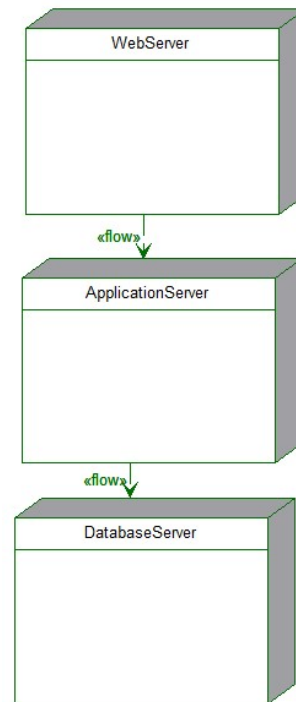 WebServer
«flow»
ApplicationServer
«flow»
DatabaseServer